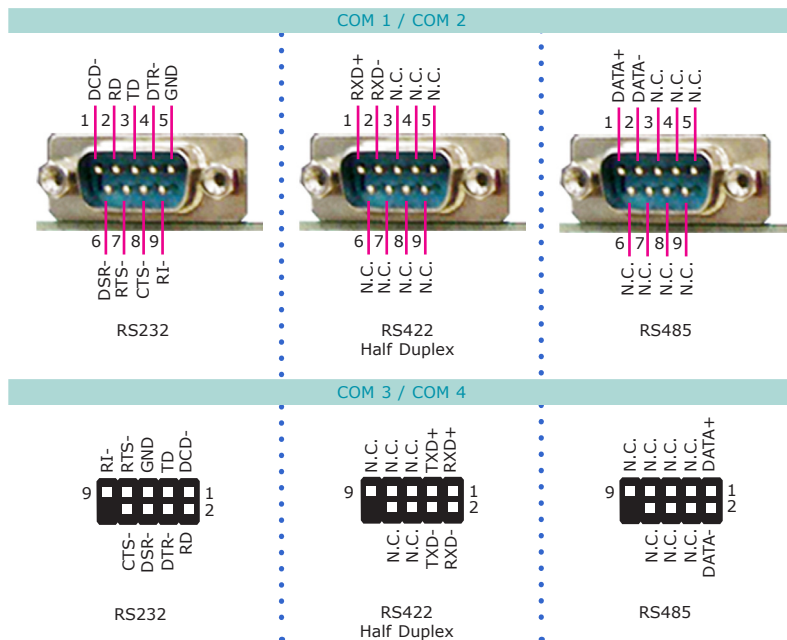 COM 1 / COM 2
DCD-
RD
TD
DTR-
GND
1 2 3 4 5
6 7 8 9
DSR-
RTS-
CTS-
RI-
RS232
RXD+
RXD-
N.C.
N.C.
N.C.
1 2 3 4 5
6 7 8 9
N.C.
N.C.
N.C.
N.C.
RS422
Half Duplex
DATA+
DATA-
N.C.
N.C.
N.C.
1 2 3 4 5
6 7 8 9
N.C.
N.C.
N.C.
N.C.
RS485
COM 3 / COM 4
RI-
RTS-
GND
TD
DCD-
9 1
2
CTS-
DSR-
DTR-
RD
RS232
N.C.
N.C.
N.C.
TXD+
RXD+
9 1
2
N.C.
N.C.
TXD-
RXD-
RS422
Half Duplex
N.C.
N.C.
N.C.
N.C.
DATA+
9 1
2
N.C.
N.C.
N.C.
DATA-
RS485